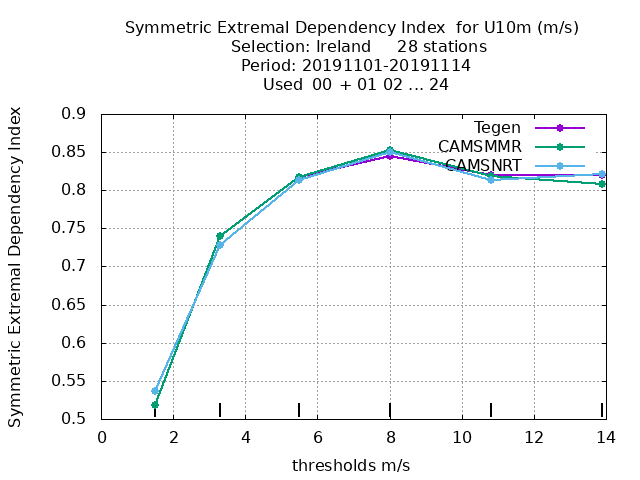 Symmetric Extremal Dependency Index for U10m (m/s)
Selection: Ireland 28 stations
Period: 20191101-20191114
Used 00 + 01 02 ... 24
Symmetric Extremal Dependency Index
0.9
0.85
0.8
0.75
0.7
0.65
0.6
0.55
0.5
Tegen
CAMSMMR
CAMSNRT
0 2 4 6 8 10 12 14
thresholds m/s